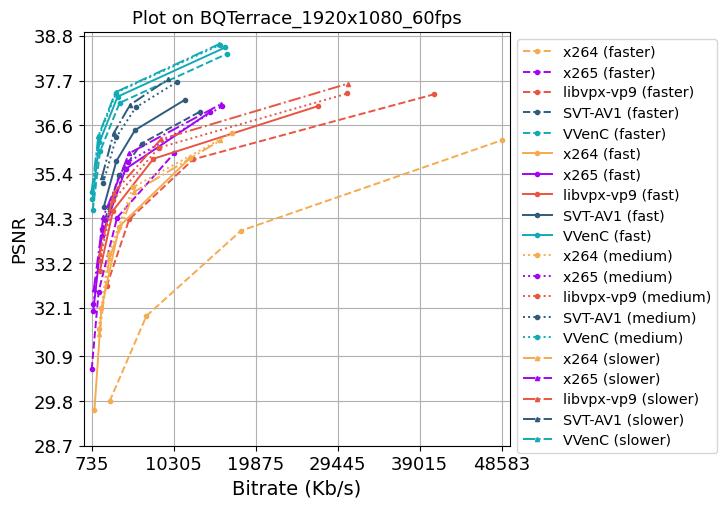 Plot on BQTerrace_1920x1080_60fps
38.8
37.7
36.6
35.4
34.3
33.2
32.1
30.9
29.8
28.7
PSNR
735
10305
19875
29445
39015
48583
Bitrate (Kb/s)
x264 (faster)
x265 (faster)
libvpx-vp9 (faster)
SVT-AV1 (faster)
VVenC (faster)
x264 (fast)
x265 (fast)
libvpx-vp9 (fast)
SVT-AV1 (fast)
VVenC (fast)
x264 (medium)
x265 (medium)
libvpx-vp9 (medium)
SVT-AV1 (medium)
VVenC (medium)
x264 (slower)
x265 (slower)
libvpx-vp9 (slower)
SVT-AV1 (slower)
VVenC (slower)